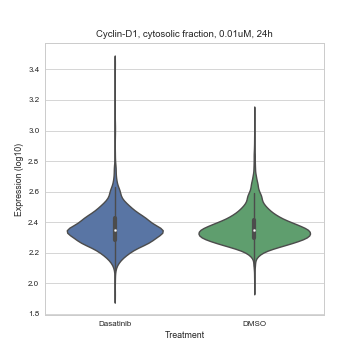 Cyclin-D1, cytosolic fraction, 0.01uM, 24h
3.4
3.2
3.0
2.8
2.6
2.4
2.2
2.0
1.8
Expression (log10)
Dasatinib DMSO
Treatment